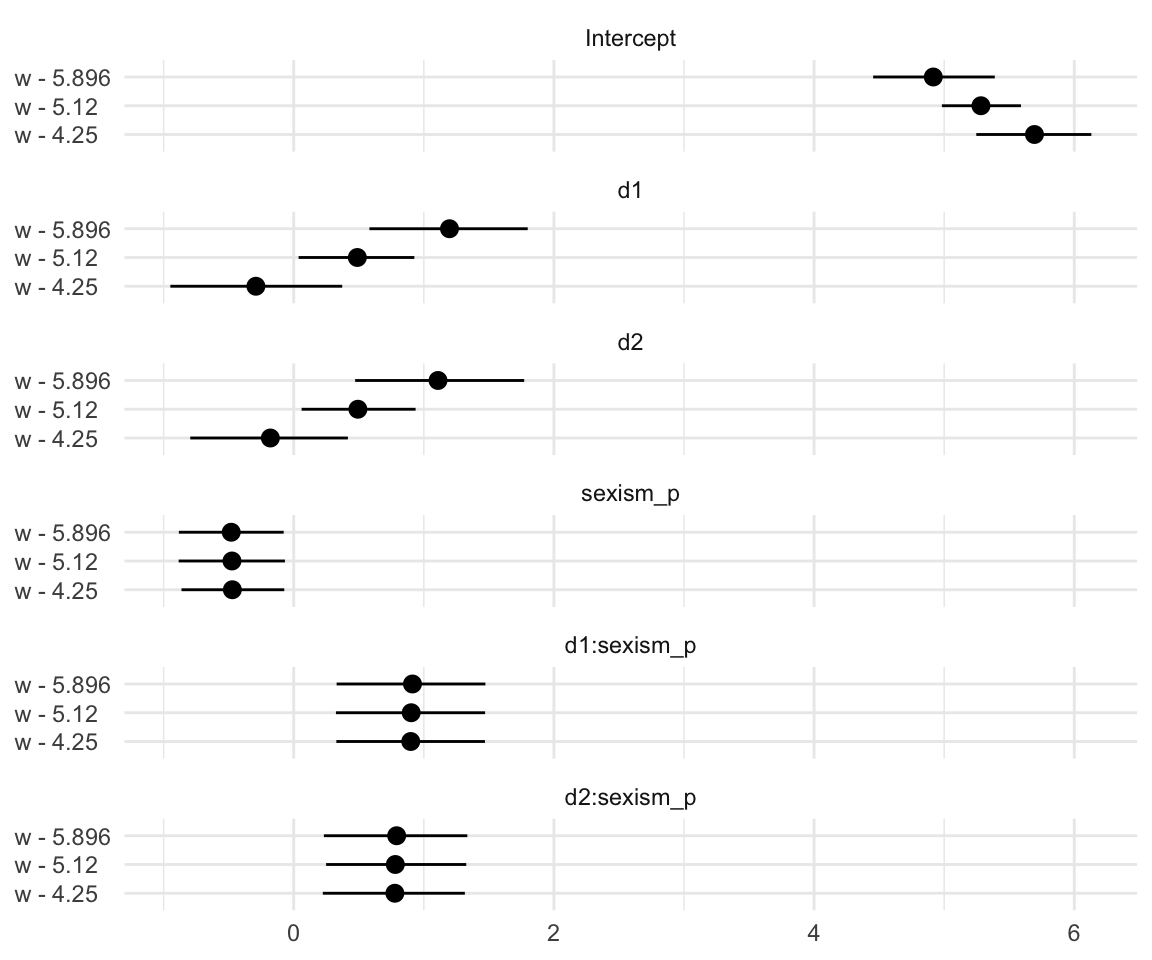 Intercept
w - 5.896
w - 5.12
w - 4.25
d1
w - 5.896
w - 5.12
w - 4.25
d2
w - 5.896
w - 5.12
w - 4.25
sexism_p
w - 5.896
w - 5.12
w - 4.25
d1:sexism_p
w - 5.896
w - 5.12
w - 4.25
d2:sexism_p
w - 5.896
w - 5.12
w - 4.25
0 2 4 6